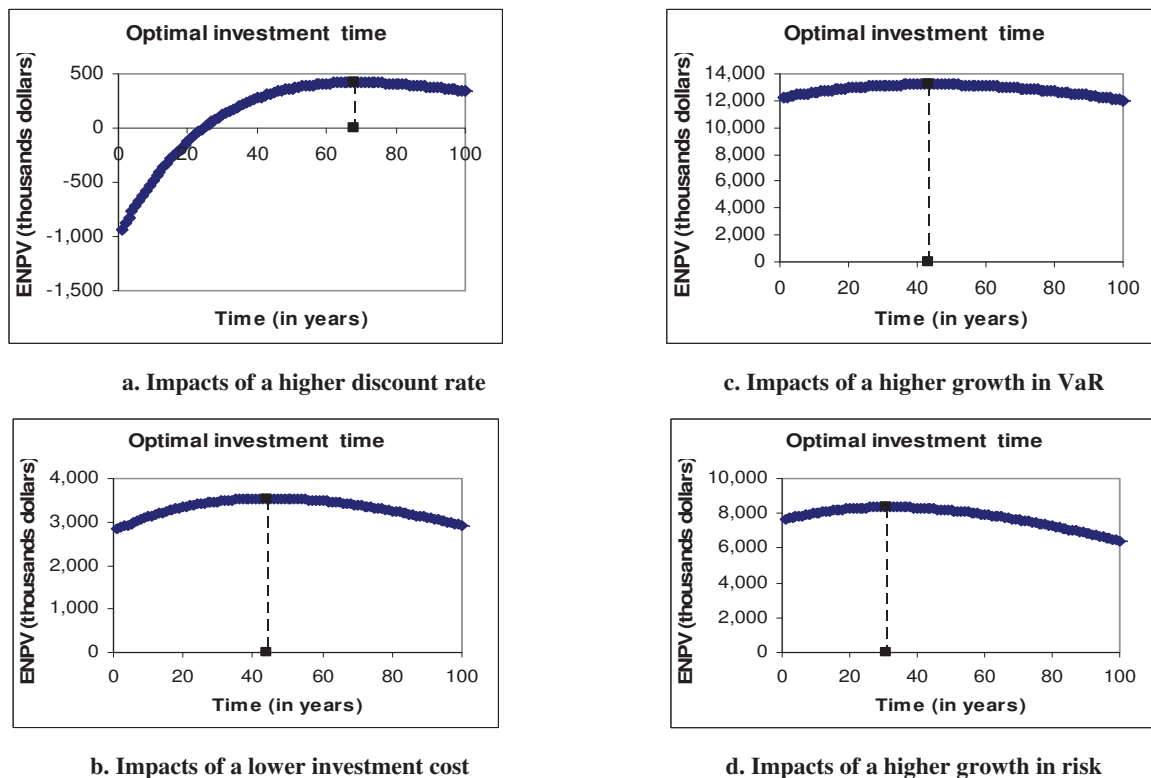 Optimal investment time
ENPV (thousands dollars)
500
0
-500
-1,000
-1,500
0 20 40 60 80 100
Time (in years)
a. Impacts of a higher discount rate
Optimal investment time
ENPV (thousands dollars)
14,000
12,000
10,000
8,000
6,000
4,000
2,000
0
0 20 40 60 80 100
Time (in years)
c. Impacts of a higher growth in VaR
Optimal investment time
ENPV (thousands dollars)
4,000
3,000
2,000
1,000
0
0 20 40 60 80 100
Time (in years)
b. Impacts of a lower investment cost
Optimal investment time
ENPV (thousands dollars)
10,000
8,000
6,000
4,000
2,000
0
0 20 40 60 80 100
Time (in years)
d. Impacts of a higher growth in risk